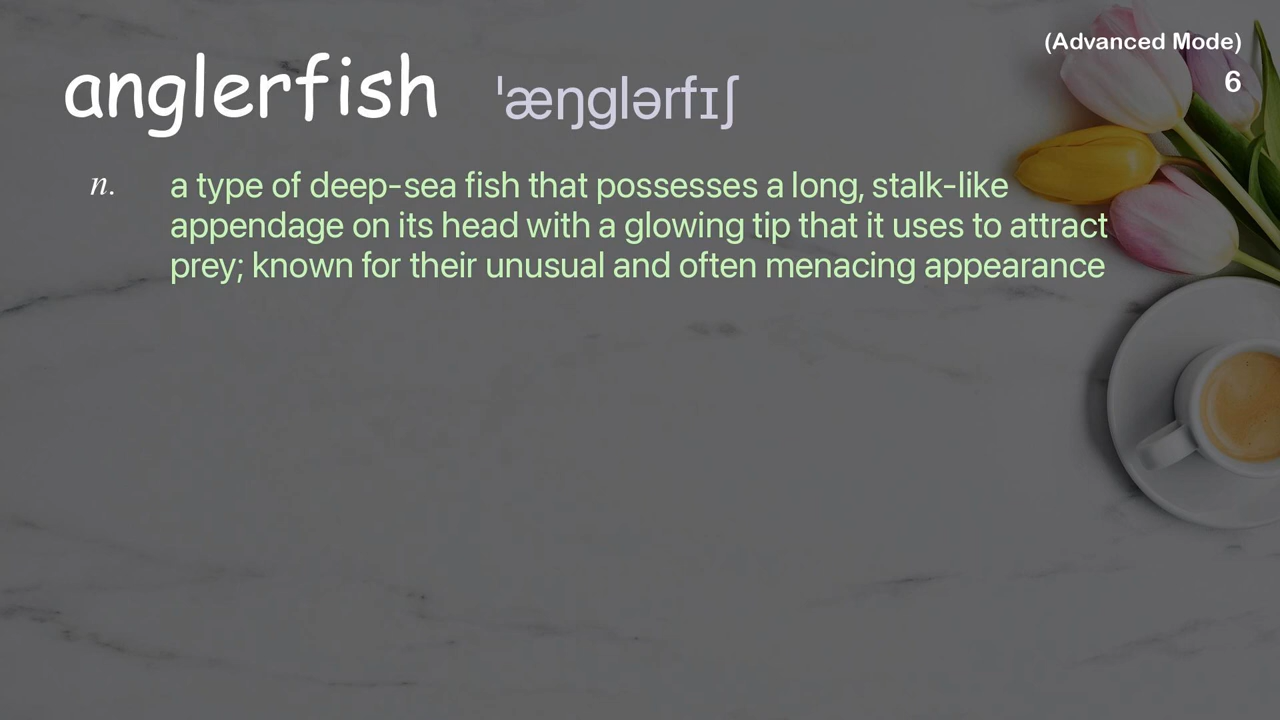 (Advanced Mode)
6
anglerfish ˈæŋglərfɪʃ
n. a type of deep-sea fish that possesses a long, stalk-like
appendage on its head with a glowing tip that it uses to attract
prey; known for their unusual and often menacing appearance